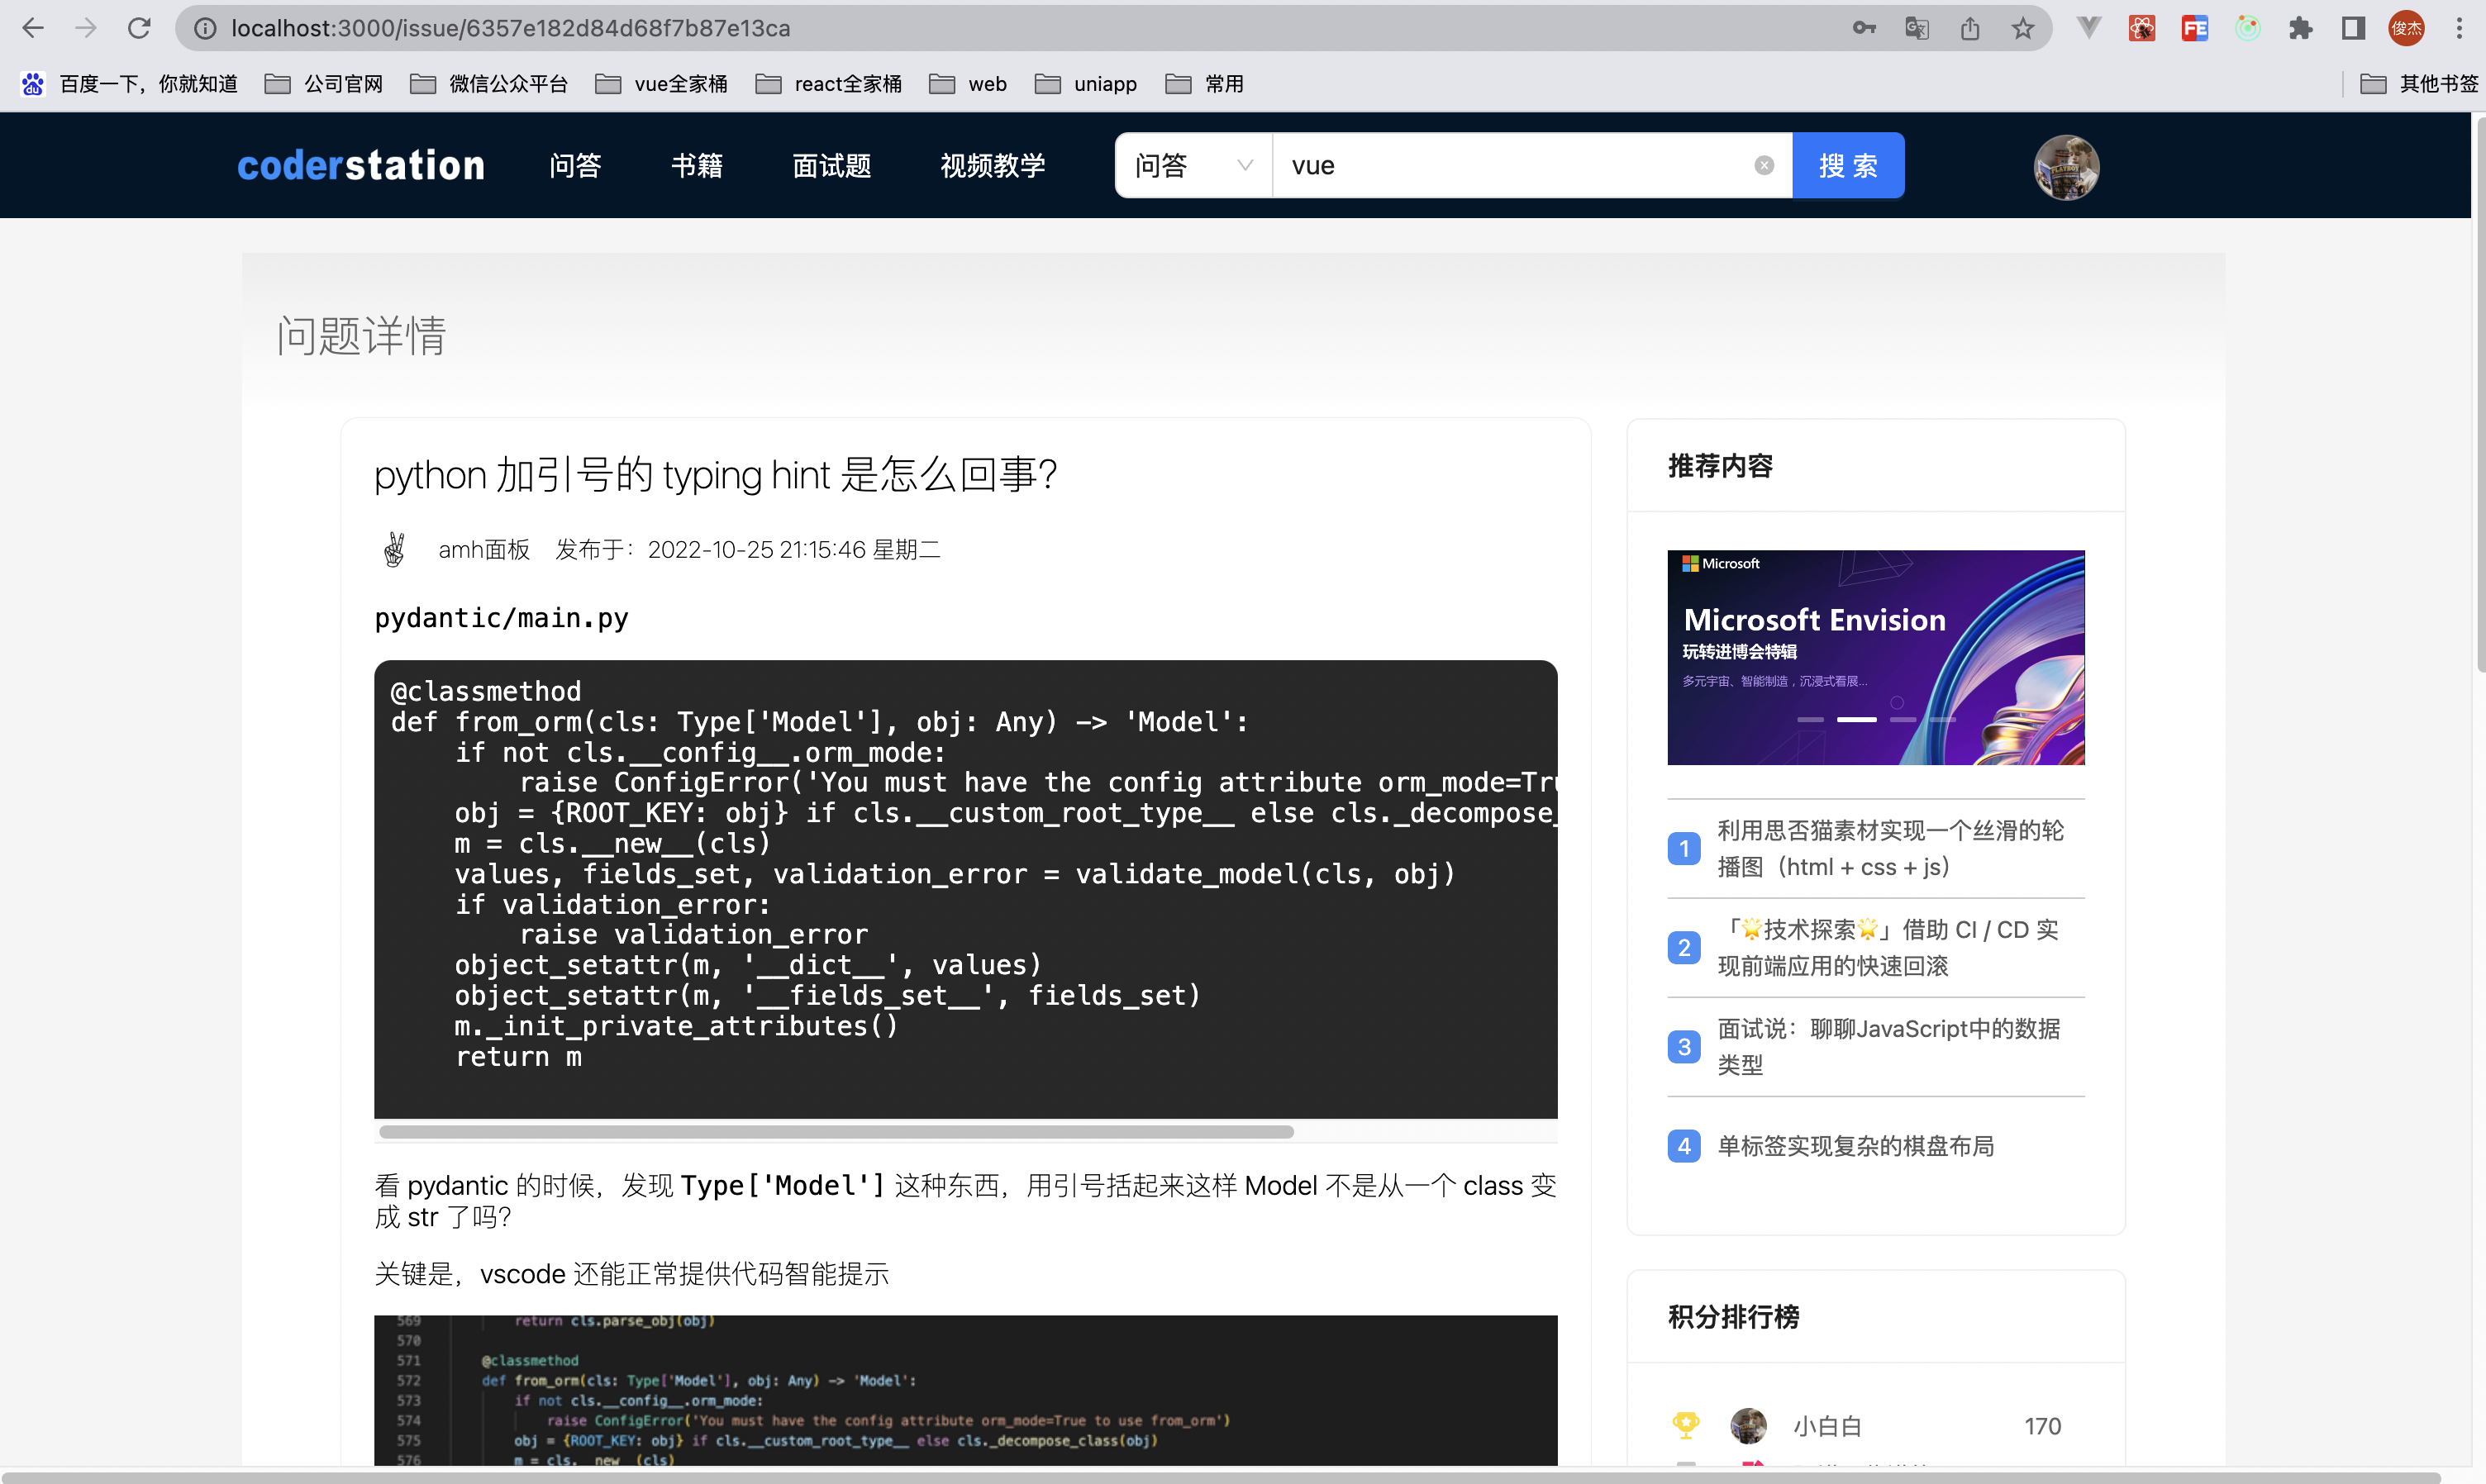 localhost:3000/issue/6357e182d84d68f7b87e13ca
俊杰
百度一下，你就知道 公司官网 微信公众平台 vue全家桶 react全家桶 web uniapp 常用 其他书签
coderstation 问答 书籍 面试题 视频教学 问答 vue 搜 索
问题详情
python 加引号的 typing hint 是怎么回事？
amh面板 发布于：2022-10-25 21:15:46 星期二
pydantic/main.py
@classmethod
def from_orm(cls: Type['Model'], obj: Any) -> 'Model':
    if not cls.__config__.orm_mode:
        raise ConfigError('You must have the config attribute orm_mode=Tru
    obj = {ROOT_KEY: obj} if cls.__custom_root_type__ else cls._decompose_
    m = cls.__new__(cls)
    values, fields_set, validation_error = validate_model(cls, obj)
    if validation_error:
        raise validation_error
    object_setattr(m, '__dict__', values)
    object_setattr(m, '__fields_set__', fields_set)
    m._init_private_attributes()
    return m
看 pydantic 的时候，发现 Type['Model'] 这种东西，用引号括起来这样 Model 不是从一个 class 变
成 str 了吗？
关键是，vscode 还能正常提供代码智能提示
569 return cls.parse_obj(obj)
570
571 @classmethod
572 def from_orm(cls: Type['Model'], obj: Any) -> 'Model':
573 if not cls.__config__.orm_mode:
574 raise ConfigError('You must have the config attribute orm_mode=True to use from_orm')
575 obj = {ROOT_KEY: obj} if cls.__custom_root_type__ else cls._decompose_class(obj)
576 m = cls.__new__(cls)
推荐内容
Microsoft
Microsoft Envision
玩转进博会特辑
多元宇宙、智能制造，沉浸式看展...
1 利用思否猫素材实现一个丝滑的轮
播图（html + css + js）
2 「🌟技术探索🌟」借助 CI / CD 实
现前端应用的快速回滚
3 面试说：聊聊JavaScript中的数据
类型
4 单标签实现复杂的棋盘布局
积分排行榜
小白白 170